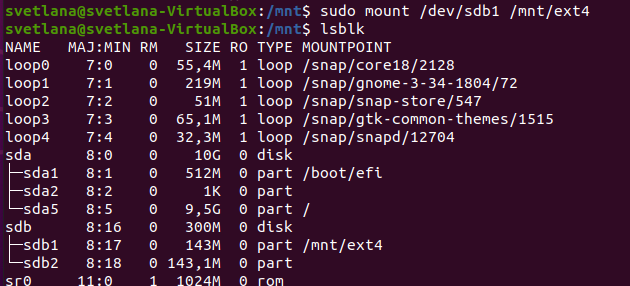 svetlana@svetlana-VirtualBox:/mnt$ sudo mount /dev/sdb1 /mnt/ext4
svetlana@svetlana-VirtualBox:/mnt$ lsblk
NAME   MAJ:MIN RM   SIZE RO TYPE MOUNTPOINT
loop0    7:0    0  55,4M  1 loop /snap/core18/2128
loop1    7:1    0   219M  1 loop /snap/gnome-3-34-1804/72
loop2    7:2    0    51M  1 loop /snap/snap-store/547
loop3    7:3    0  65,1M  1 loop /snap/gtk-common-themes/1515
loop4    7:4    0  32,3M  1 loop /snap/snapd/12704
sda      8:0    0    10G  0 disk
├─sda1   8:1    0   512M  0 part /boot/efi
├─sda2   8:2    0     1K  0 part
└─sda5   8:5    0   9,5G  0 part /
sdb      8:16   0   300M  0 disk
├─sdb1   8:17   0   143M  0 part /mnt/ext4
└─sdb2   8:18   0 143,1M  0 part
sr0     11:0    1  1024M  0 rom